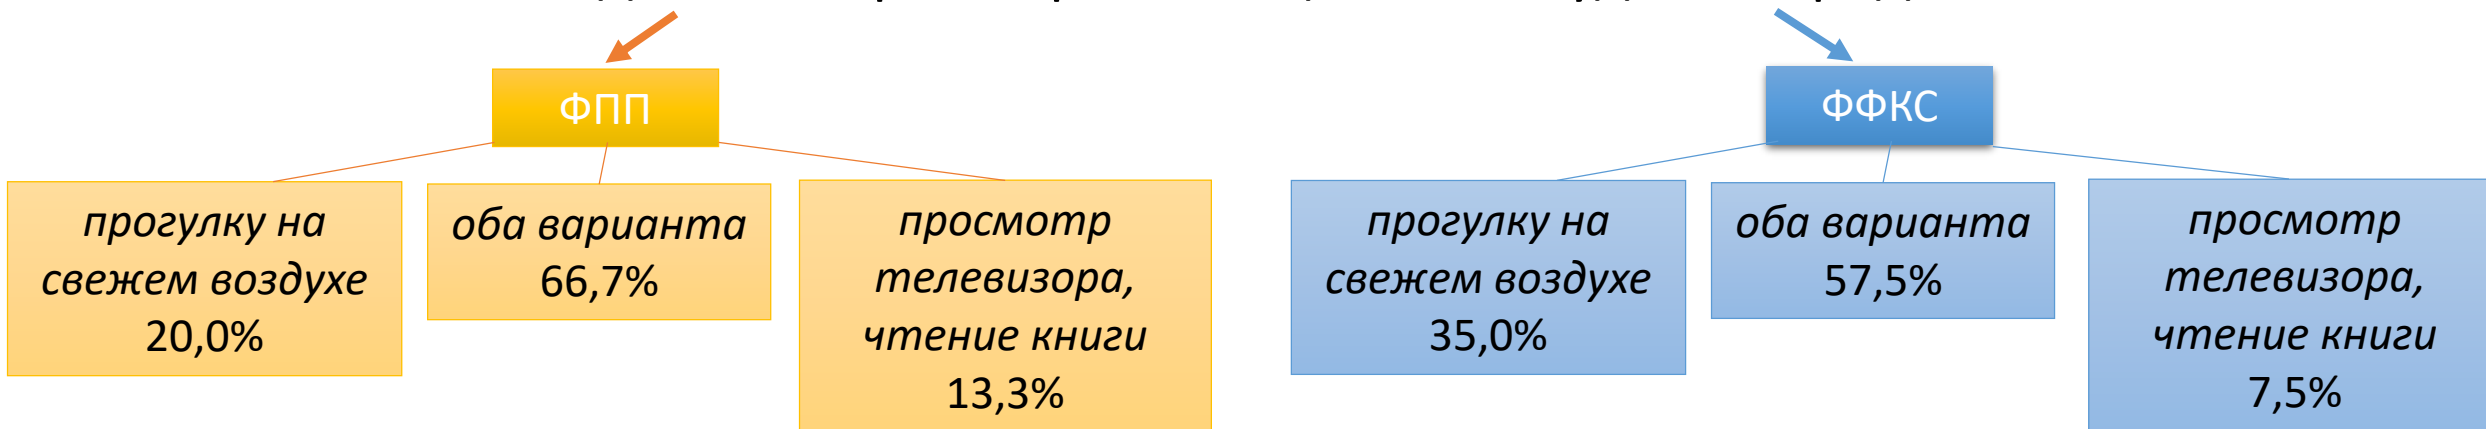 ФПП
ФФКС
прогулку на
свежем воздухе
20,0%
оба варианта
66,7%
просмотр
телевизора,
чтение книги
13,3%
прогулку на
свежем воздухе
35,0%
оба варианта
57,5%
просмотр
телевизора,
чтение книги
7,5%